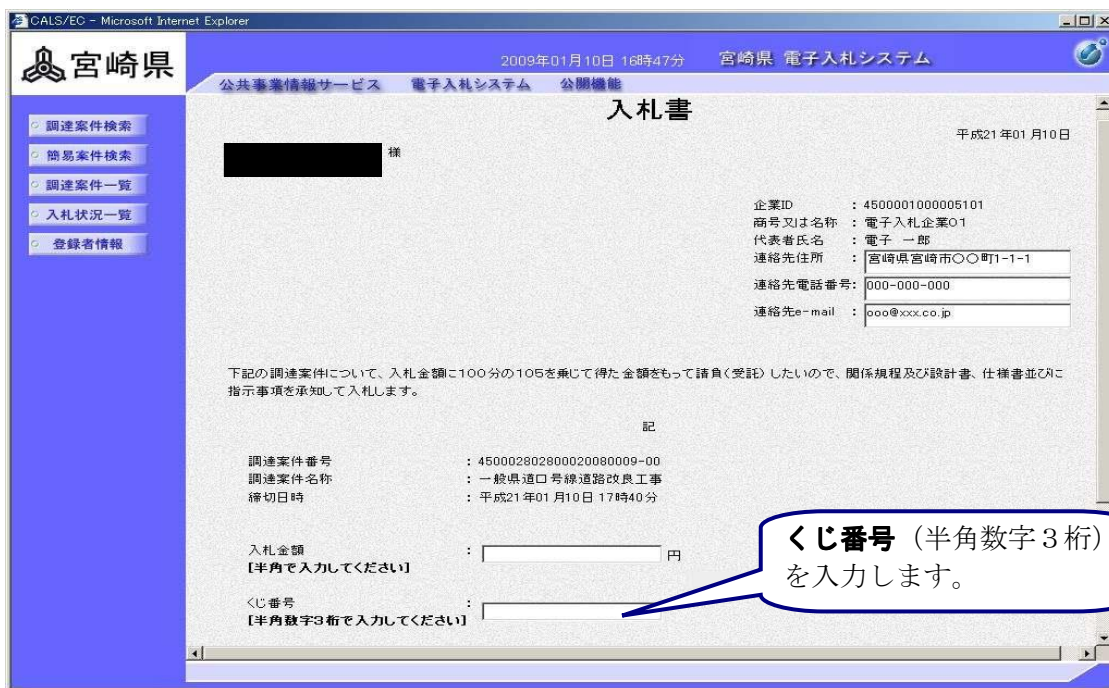 CALS/EC - Microsoft Internet Explorer
宮崎県
2009年01月10日 16時47分
宮崎県 電子入札システム
公共事業情報サービス 電子入札システム 公開機能
調達案件検索
簡易案件検索
調達案件一覧
入札状況一覧
登録者情報
入札書
平成21年01月10日
様
企業ID : 4500001000005101
商号又は名称 : 電子入札企業01
代表者氏名 : 電子 一郎
連絡先住所 : 宮崎県宮崎市○○町1-1-1
連絡先電話番号: 000-000-000
連絡先e-mail : ooo@xxx.co.jp
下記の調達案件について、入札金額に100分の105を乗じて得た金額をもって請負(受託)したいので、関係規程及び設計書、仕様書並びに
指示事項を承知して入札します。
記
調達案件番号 : 450002802800020080009-00
調達案件名称 : 一般県道口号線道路改良工事
締切日時 : 平成21年01月10日 17時40分
入札金額 : 円
[半角で入力してください]
くじ番号 :
[半角数字3桁で入力してください]
くじ番号（半角数字３桁）
を入力します。